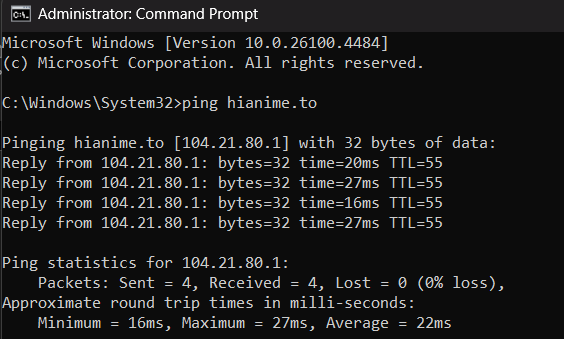 Administrator: Command Prompt
Microsoft Windows [Version 10.0.26100.4484]
(c) Microsoft Corporation. All rights reserved.
C:\Windows\System32>ping hianime.to
Pinging hianime.to [104.21.80.1] with 32 bytes of data:
Reply from 104.21.80.1: bytes=32 time=20ms TTL=55
Reply from 104.21.80.1: bytes=32 time=27ms TTL=55
Reply from 104.21.80.1: bytes=32 time=16ms TTL=55
Reply from 104.21.80.1: bytes=32 time=27ms TTL=55
Ping statistics for 104.21.80.1:
Packets: Sent = 4, Received = 4, Lost = 0 (0% loss),
Approximate round trip times in milli-seconds:
Minimum = 16ms, Maximum = 27ms, Average = 22ms